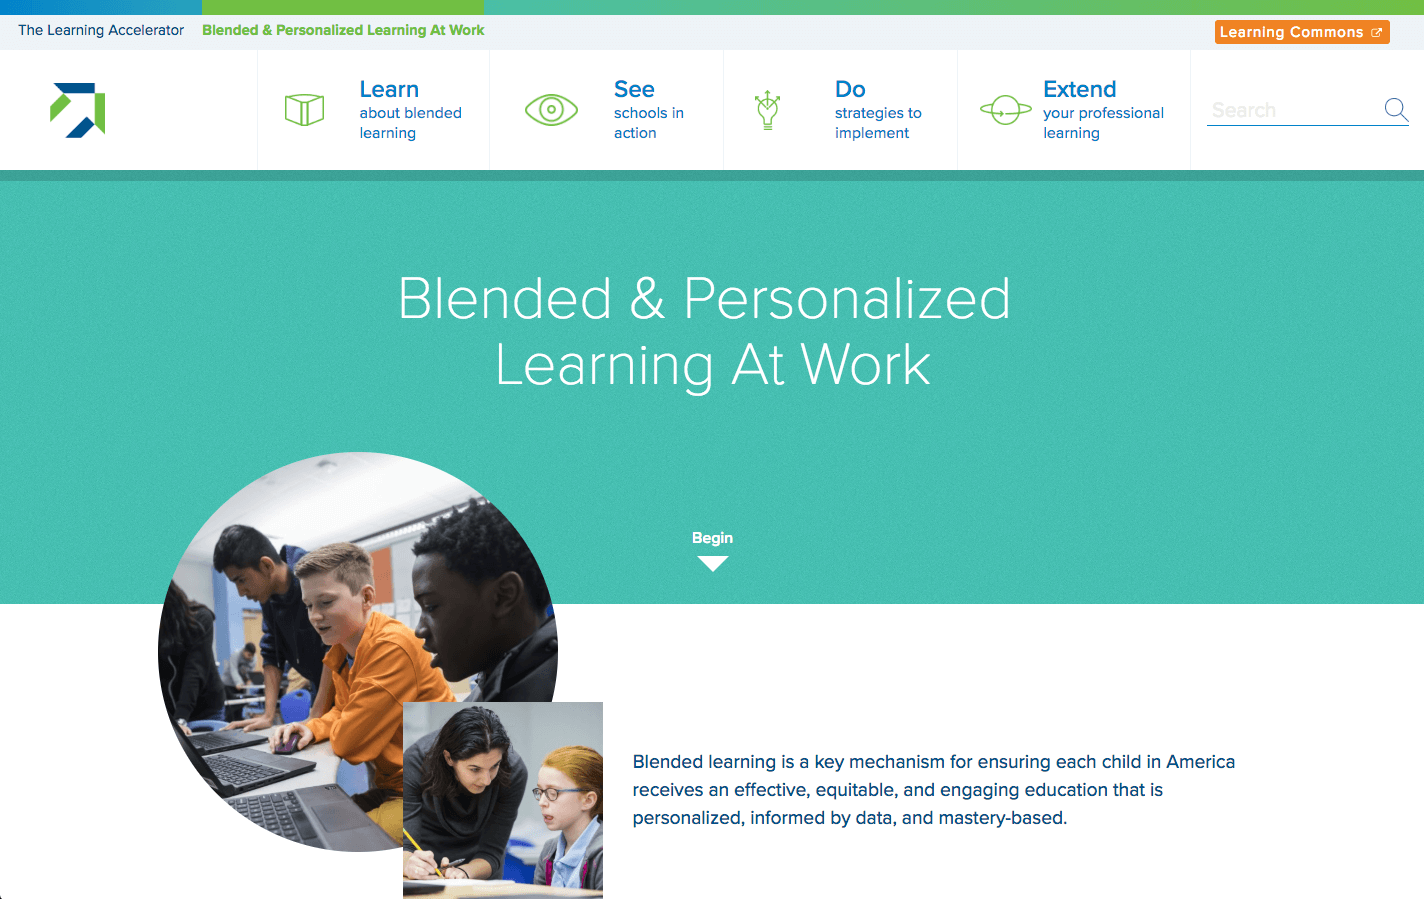 The Learning Accelerator
Blended & Personalized Learning At Work
Learning Commons
Learn
about blended
learning
See
schools in
action
Do
strategies to
implement
Extend
your professional
learning
Search
Blended & Personalized
Learning At Work
Begin
Blended learning is a key mechanism for ensuring each child in America
receives an effective, equitable, and engaging education that is
personalized, informed by data, and mastery-based.